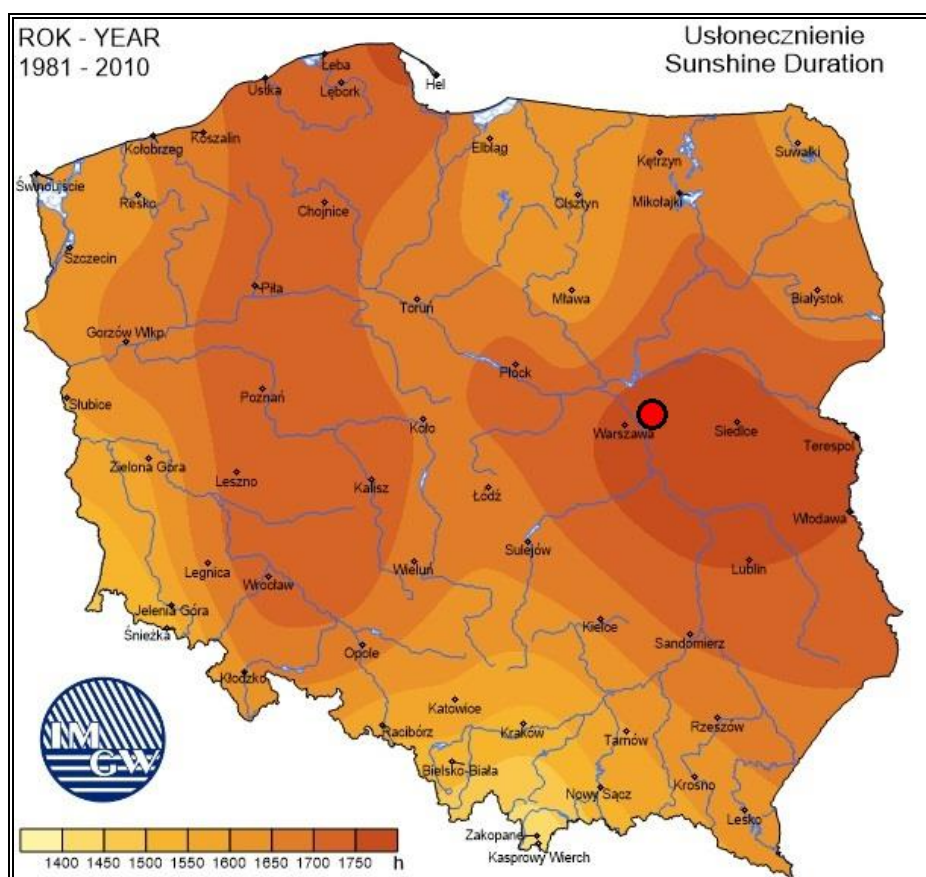 ROK - YEAR
1981 - 2010
Usłonecznienie
Sunshine Duration
Łeba
Ustka
Lębork
Hel
Koszalin
Kołobrzeg
Elbląg
Kętrzyn
Suwałki
Świnoujście
Resko
Chojnice
Olsztyn
Mikołajki
Szczecin
Piła
Toruń
Mława
Białystok
Gorzów Wlkp.
Płock
Słubice
Poznań
Koło
Warszawa
Siedlce
Terespol
Zielona Góra
Leszno
Kalisz
Łódź
Włodawa
Sulejów
Legnica
Wrocław
Wieluń
Lublin
Jelenia Góra
Śnieżka
Kielce
Sandomierz
Opole
Kłodzko
Katowice
Racibórz
Kraków
Tarnów
Rzeszów
Bielsko-Biała
Nowy Sącz
Krosno
Lesko
Zakopane
Kasprowy Wierch
IM
GW
1400 1450 1500 1550 1600 1650 1700 1750 h